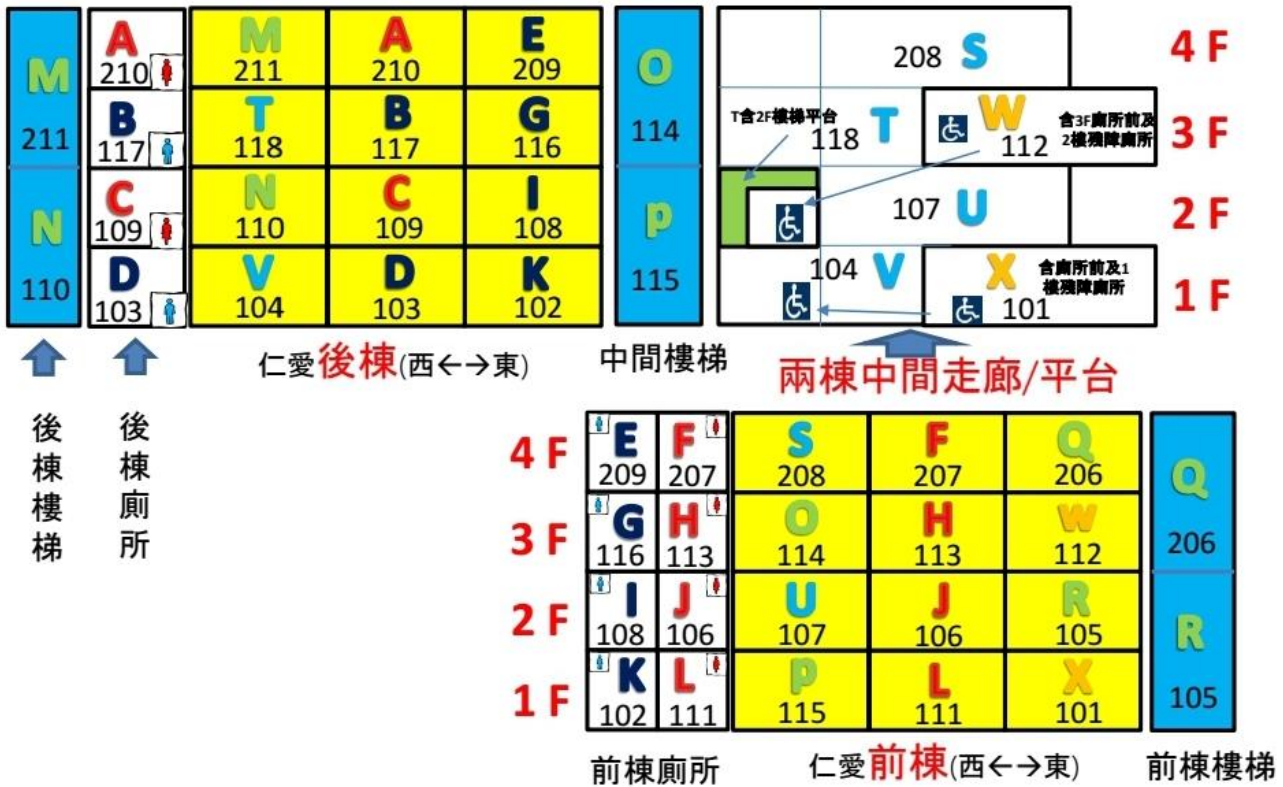 M 211
N 110
A 210
B 117
C 109
D 103
M 211 A 210 E 209
T 118 B 117 G 116
N 110 C 109 I 108
V 104 D 103 K 102
O 114
p 115
208 S
T含2F樓梯平台
118 T
W 112
含3F廁所前及
2樓殘障廁所
107 U
104 V
X 101
含廁所前及1
樓殘障廁所
4 F
3 F
2 F
1 F
後棟樓梯
後棟廁所
仁愛後棟(西←→東)
中間樓梯
兩棟中間走廊/平台
4 F
3 F
2 F
1 F
E 209 F 207
G 116 H 113
I 108 J 106
K 102 L 111
S 208 F 207 Q 206
O 114 H 113 W 112
U 107 J 106 R 105
p 115 L 111 X 101
Q 206
R 105
前棟廁所
仁愛前棟(西←→東)
前棟樓梯